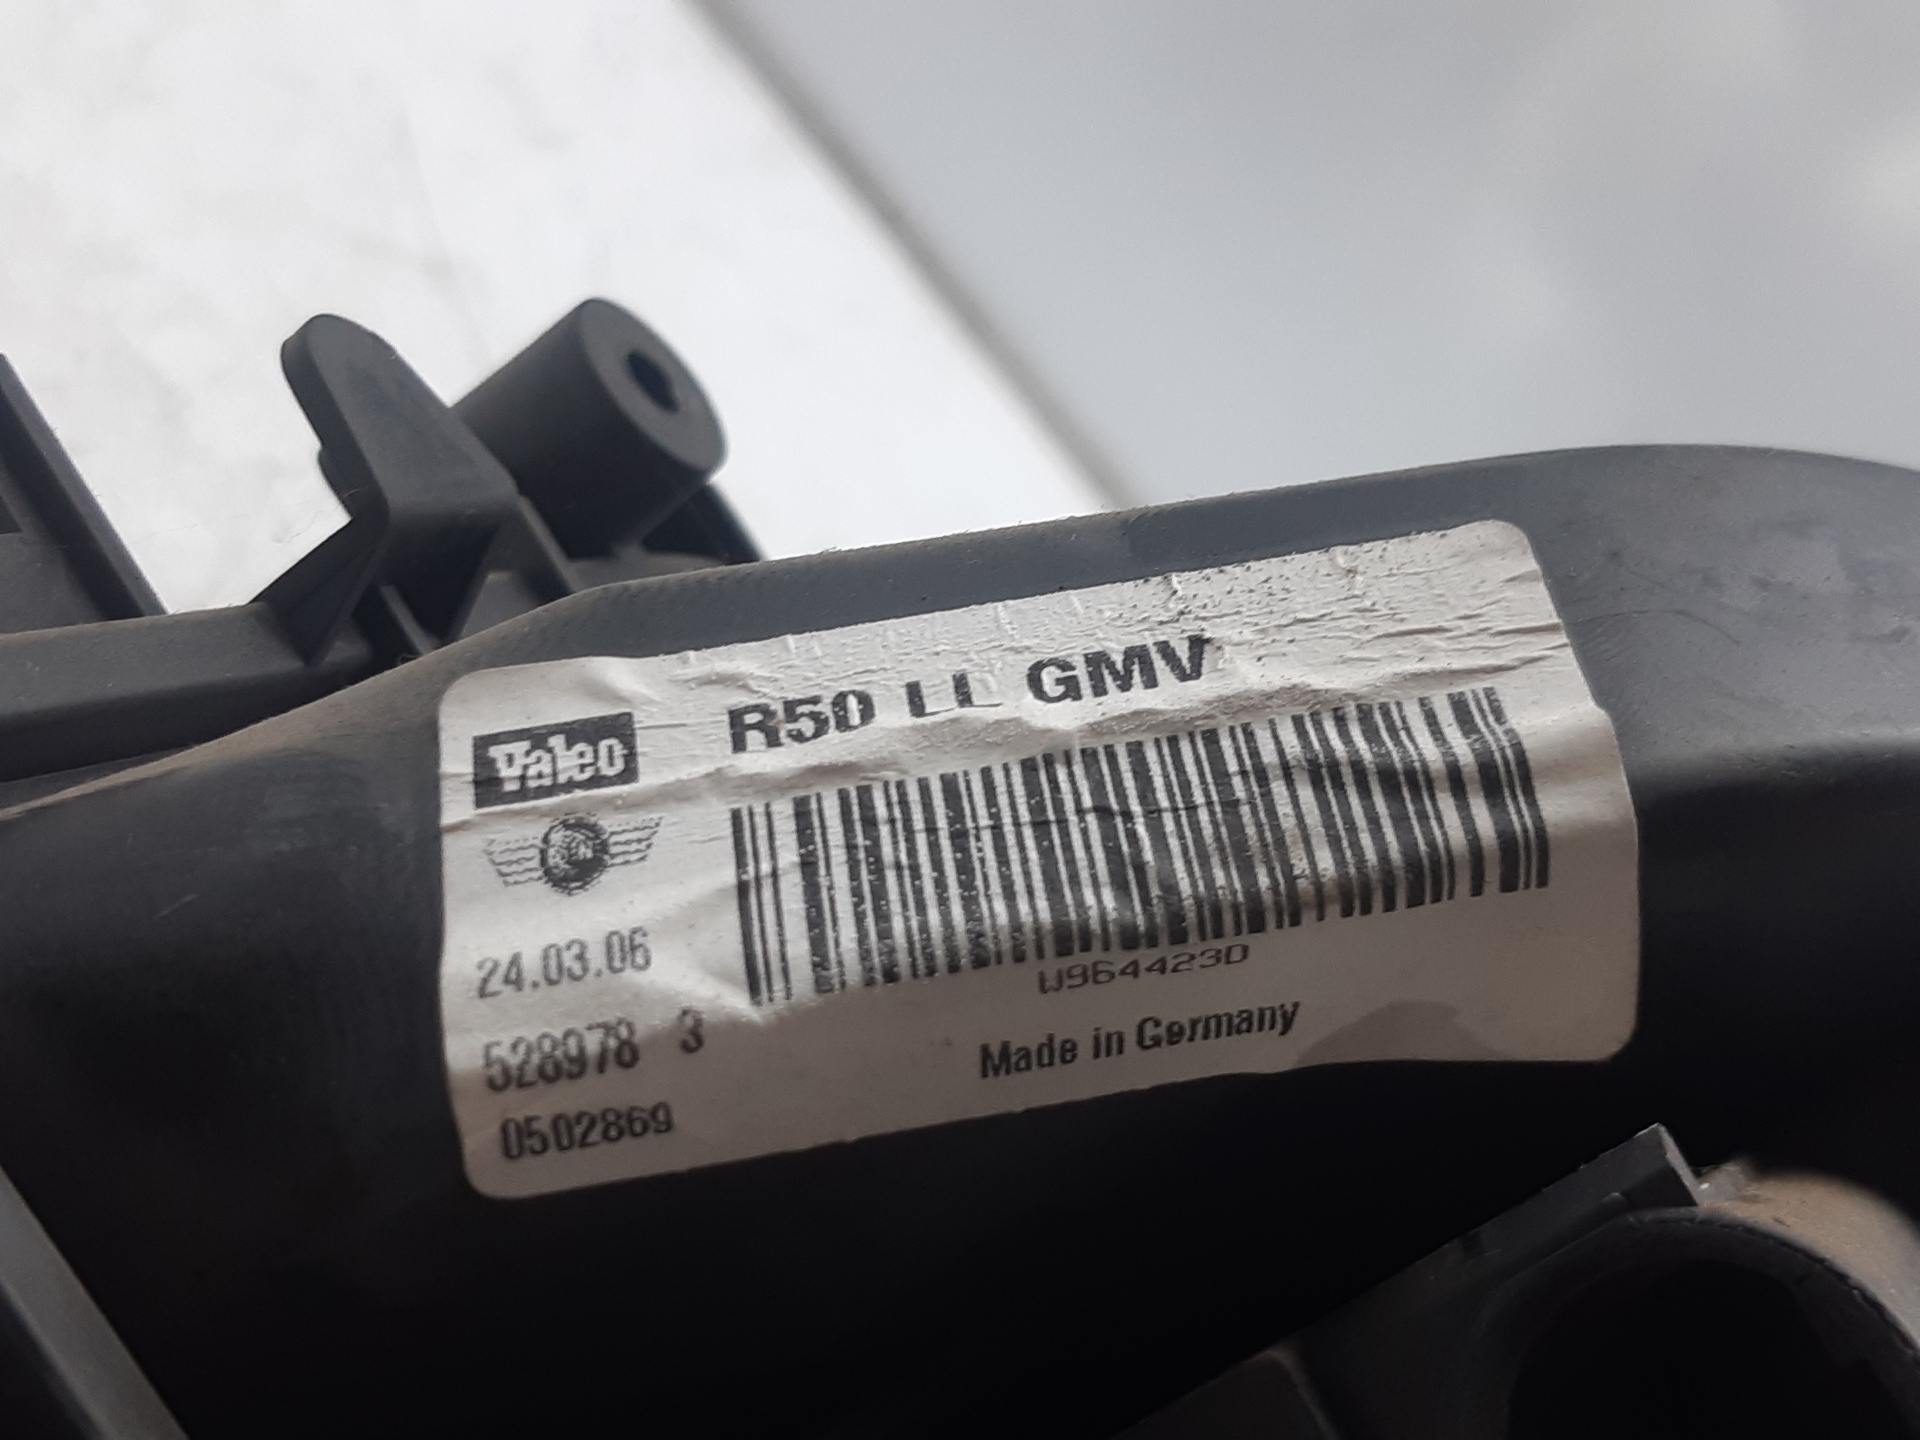 Valeo
R50 LL GMV
24.03.06
W964423D
528978 3
Made in Germany
0502869